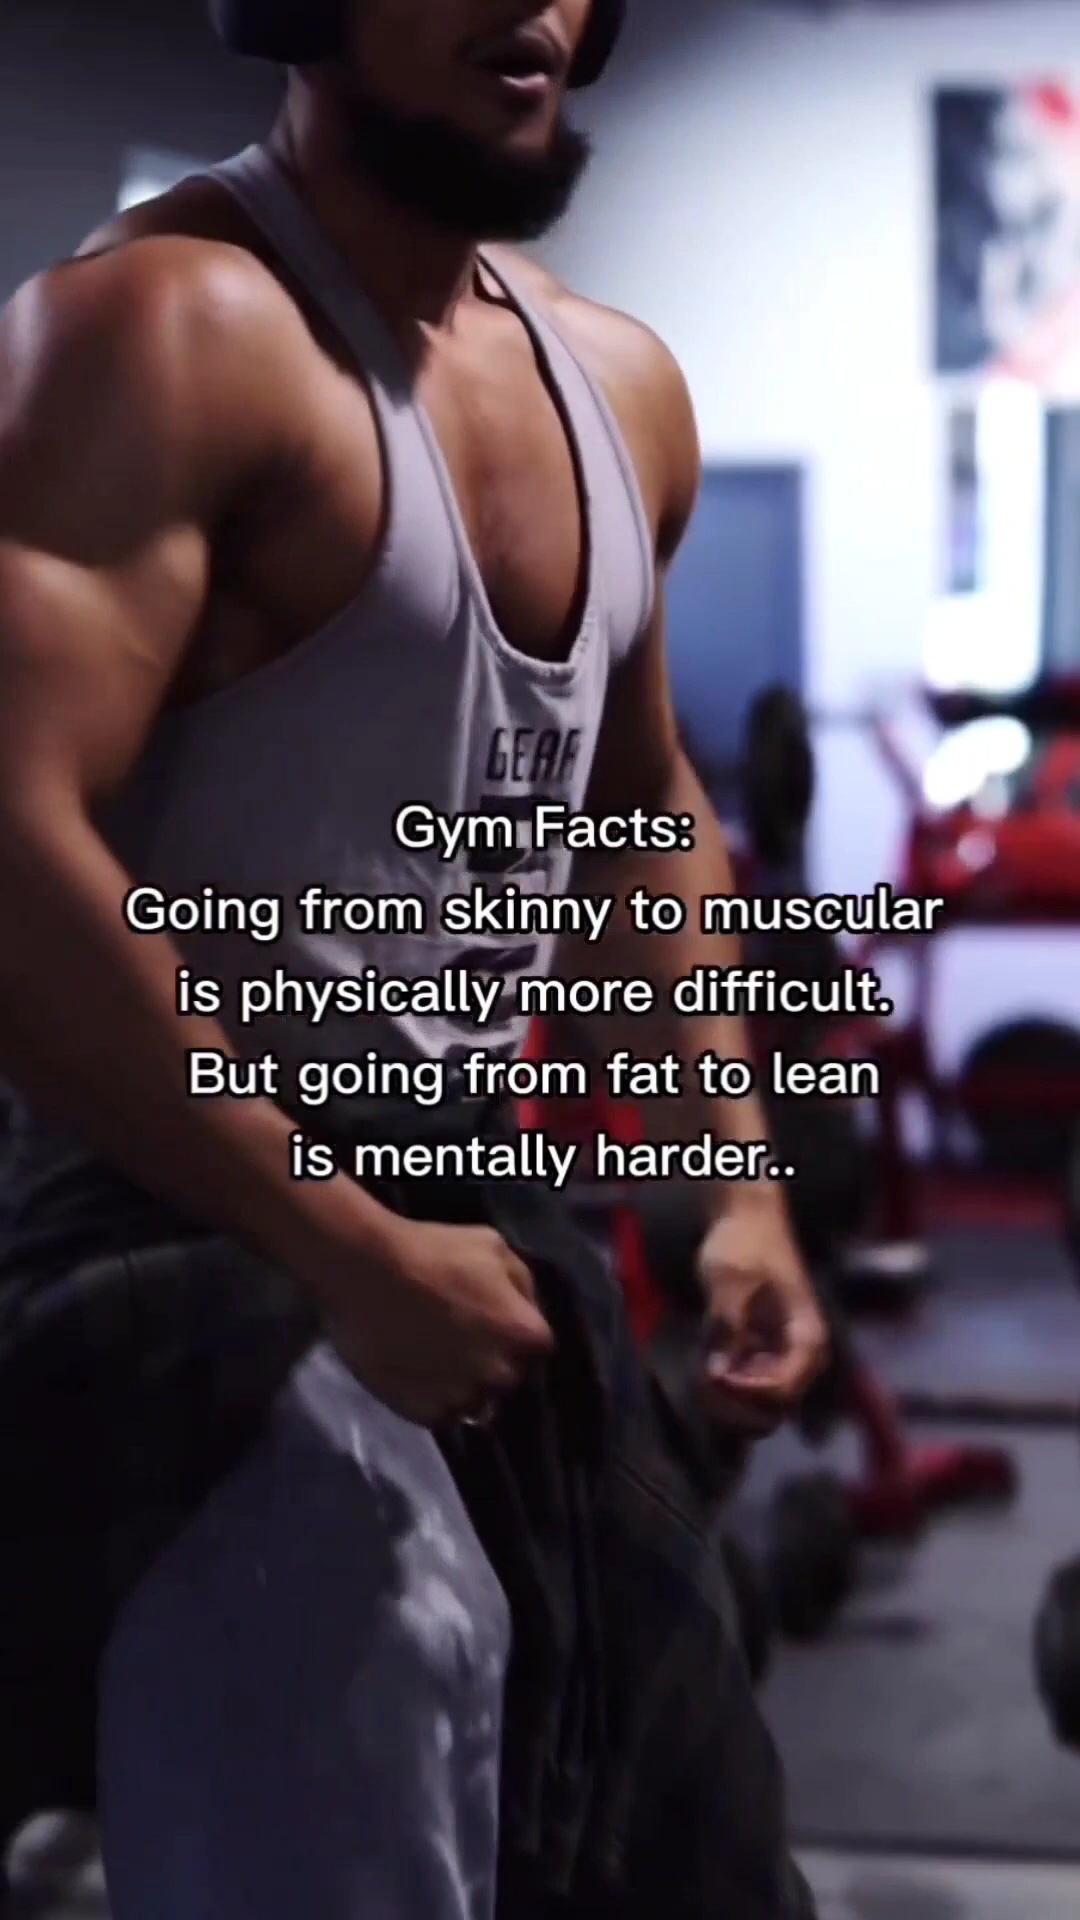 GEAR
Gym Facts:
Going from skinny to muscular
is physically more difficult.
But going from fat to lean
is mentally harder..